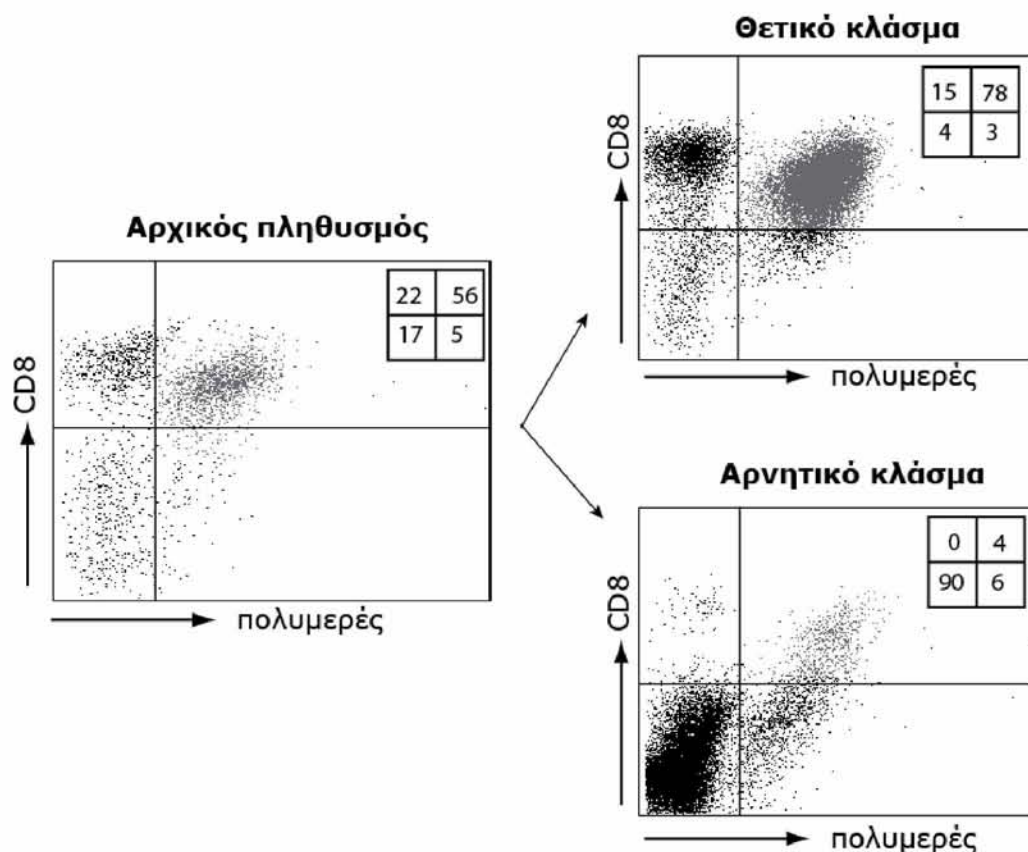 Θετικό κλάσμα
15 78
4 3
CD8
πολυμερές
Αρχικός πληθυσμός
22 56
17 5
CD8
πολυμερές
Αρνητικό κλάσμα
0 4
90 6
CD8
πολυμερές